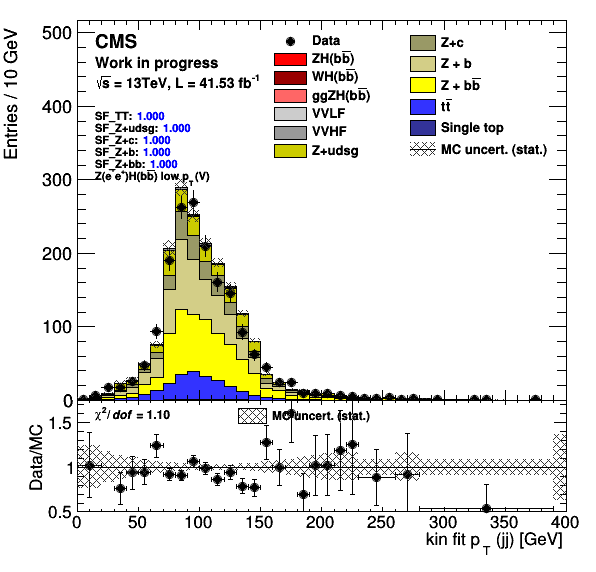 CMS
Work in progress
√s = 13TeV, L = 41.53 fb⁻¹
SF_TT: 1.000
SF_Z+udsg: 1.000
SF_Z+c: 1.000
SF_Z+b: 1.000
SF_Z+bb: 1.000
Z(e⁻e⁺)H(bb̅) low p_T(V)
Data
ZH(bb̅)
WH(bb̅)
ggZH(bb̅)
VVLF
VVHF
Z+udsg
Z+c
Z + b
Z + bb̅
tt̅
Single top
MC uncert. (stat.)
Entries / 10 GeV
500
400
300
200
100
0
χ²/dof = 1.10
MC uncert. (stat.)
Data/MC
1.5
1
0.5
0 50 100 150 200 250 300 350 400
kin fit p_T (jj) [GeV]